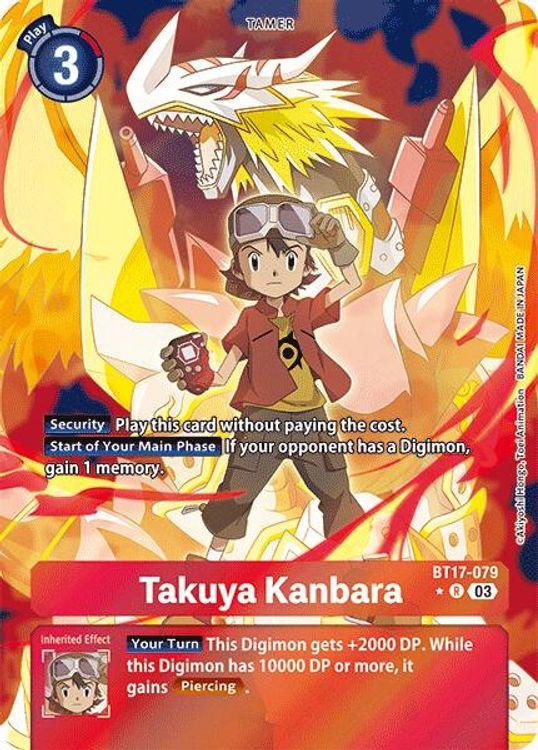 Play
3
TAMER
©Akiyoshi Hongo, Toei Animation BANDAI MADE IN JAPAN
Security Play this card without paying the cost.
Start of Your Main Phase If your opponent has a Digimon,
gain 1 memory.
BT17-079
Takuya Kanbara
★ R 03
Inherited Effect
Your Turn This Digimon gets +2000 DP. While
this Digimon has 10000 DP or more, it
gains Piercing .